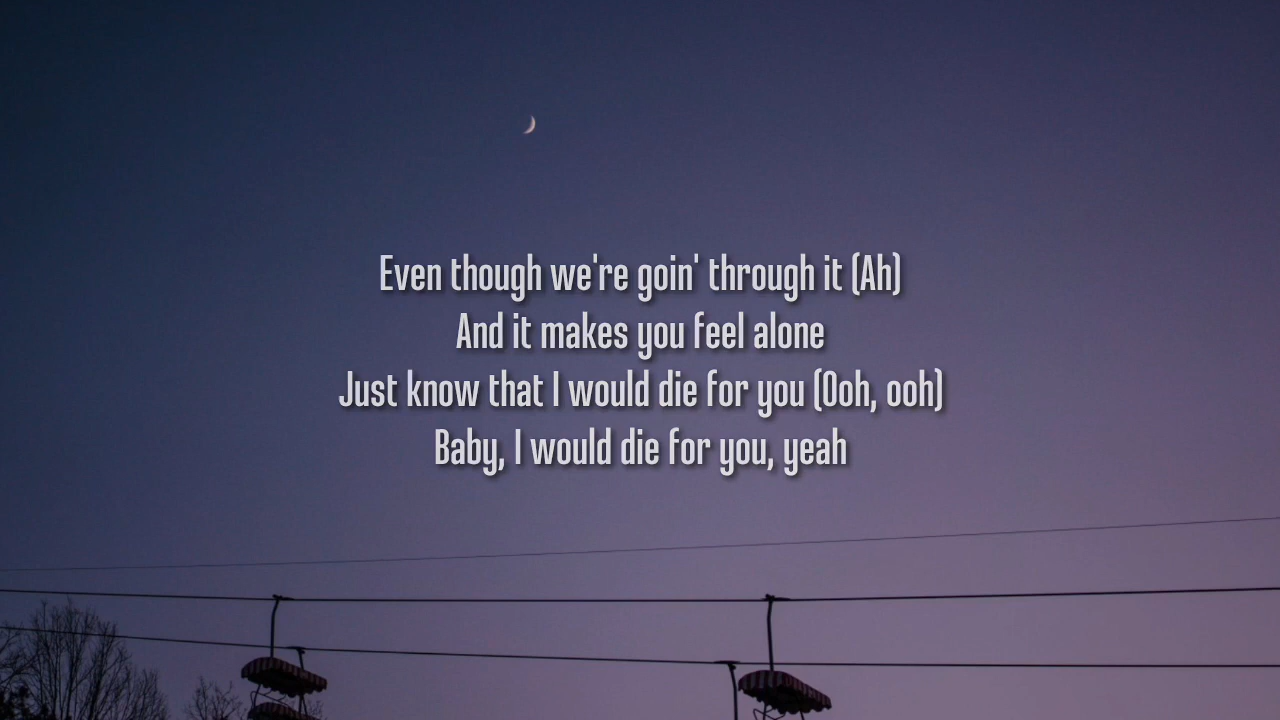 Even though we're goin' through it (Ah)
And it makes you feel alone
Just know that I would die for you (Ooh, ooh)
Baby, I would die for you, yeah